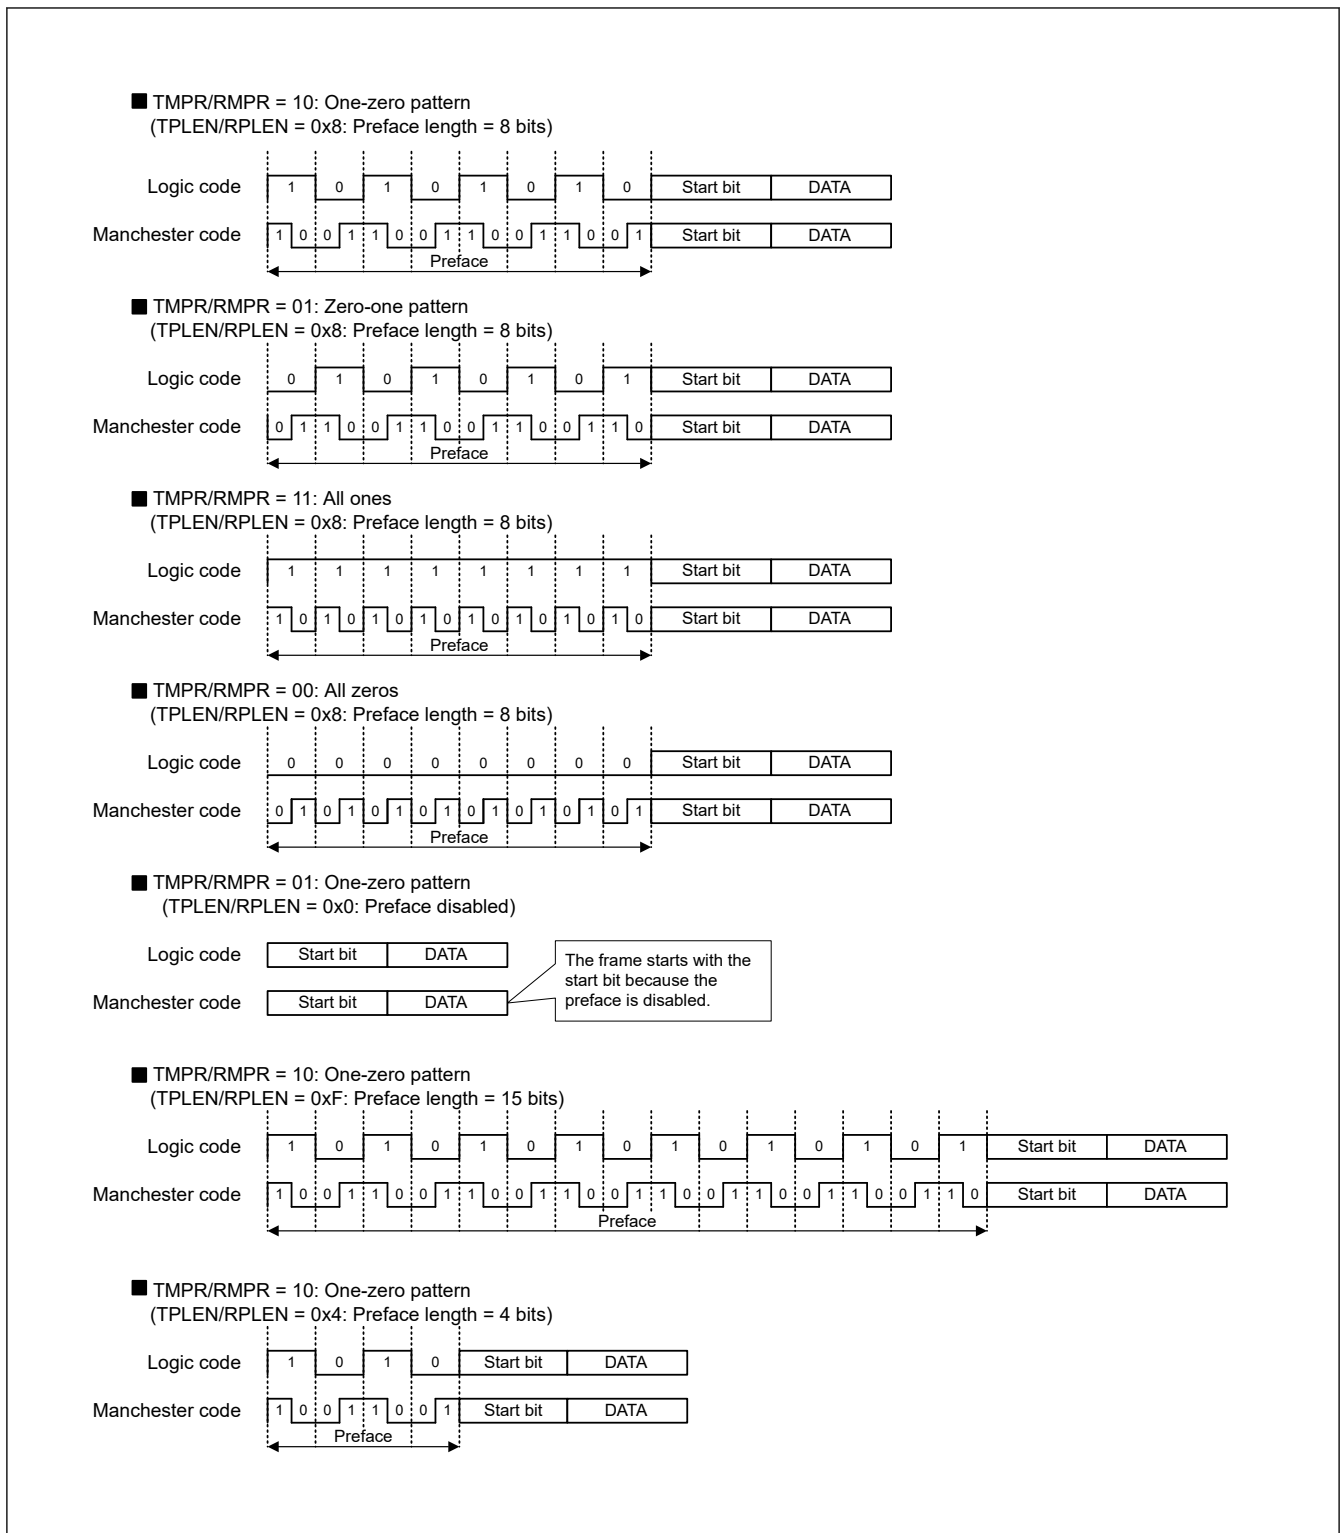 ■ TMPR/RMPR = 10: One-zero pattern
(TPLEN/RPLEN = 0x8: Preface length = 8 bits)
Logic code 1 0 1 0 1 0 1 0 Start bit DATA
Manchester code 1 0 0 1 1 0 0 1 1 0 0 1 1 0 0 1 Start bit DATA
Preface
■ TMPR/RMPR = 01: Zero-one pattern
(TPLEN/RPLEN = 0x8: Preface length = 8 bits)
Logic code 0 1 0 1 0 1 0 1 Start bit DATA
Manchester code 0 1 1 0 0 1 1 0 0 1 1 0 0 1 1 0 Start bit DATA
Preface
■ TMPR/RMPR = 11: All ones
(TPLEN/RPLEN = 0x8: Preface length = 8 bits)
Logic code 1 1 1 1 1 1 1 1 Start bit DATA
Manchester code 1 0 1 0 1 0 1 0 1 0 1 0 1 0 1 0 Start bit DATA
Preface
■ TMPR/RMPR = 00: All zeros
(TPLEN/RPLEN = 0x8: Preface length = 8 bits)
Logic code 0 0 0 0 0 0 0 0 Start bit DATA
Manchester code 0 1 0 1 0 1 0 1 0 1 0 1 0 1 0 1 Start bit DATA
Preface
■ TMPR/RMPR = 01: One-zero pattern
(TPLEN/RPLEN = 0x0: Preface disabled)
Logic code Start bit DATA
Manchester code Start bit DATA
The frame starts with the
start bit because the
preface is disabled.
■ TMPR/RMPR = 10: One-zero pattern
(TPLEN/RPLEN = 0xF: Preface length = 15 bits)
Logic code 1 0 1 0 1 0 1 0 1 0 1 0 1 0 1 Start bit DATA
Manchester code 1 0 0 1 1 0 0 1 1 0 0 1 1 0 0 1 1 0 0 1 1 0 0 1 1 0 0 1 1 0 Start bit DATA
Preface
■ TMPR/RMPR = 10: One-zero pattern
(TPLEN/RPLEN = 0x4: Preface length = 4 bits)
Logic code 1 0 1 0 Start bit DATA
Manchester code 1 0 0 1 1 0 0 1 Start bit DATA
Preface